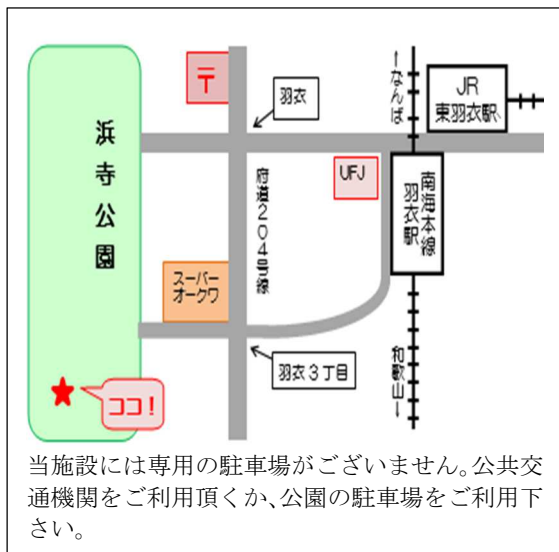 〒
羽衣
←なんば
JR
東羽衣駅
浜寺公園
UFJ
南海本線
羽衣駅
府道204号線
スーパー
オークワ
羽衣3丁目
和歌山→
ココ!
当施設には専用の駐車場がございません。公共交
通機関をご利用頂くか、公園の駐車場をご利用下
さい。